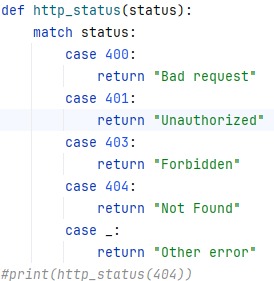 def http_status(status):
    match status:
        case 400:
            return "Bad request"
        case 401:
            return "Unauthorized"
        case 403:
            return "Forbidden"
        case 404:
            return "Not Found"
        case _:
            return "Other error"
#print(http_status(404))